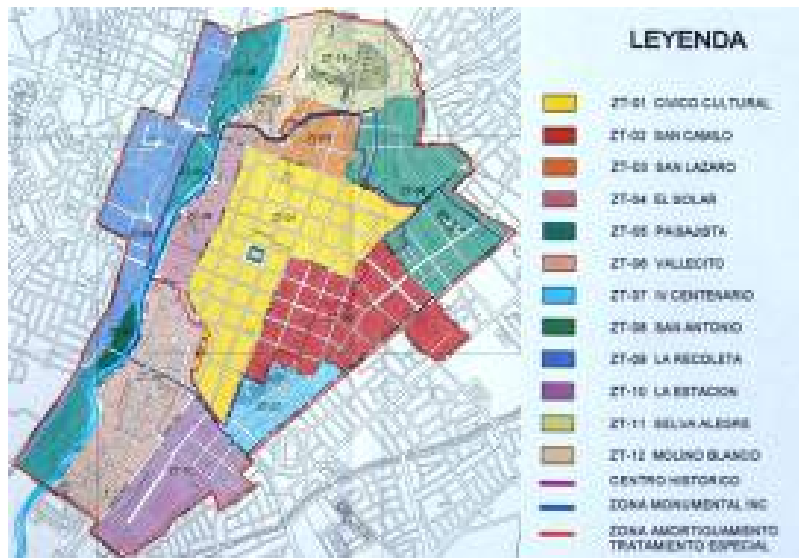 LEYENDA
ZT-01 CIVICO CULTURAL
ZT-02 SAN CAMILO
ZT-03 SAN LAZARO
ZT-04 EL SOLAR
ZT-05 PAISAJISTA
ZT-06 VALLECITO
ZT-07 IV CENTENARIO
ZT-08 SAN ANTONIO
ZT-09 LA RECOLETA
ZT-10 LA ESTACION
ZT-11 SELVA ALEGRE
ZT-12 MOLINO BLANCO
CENTRO HISTORICO
ZONA MONUMENTAL INC
ZONA AMORTIGUAMIENTO
TRATAMIENTO ESPECIAL